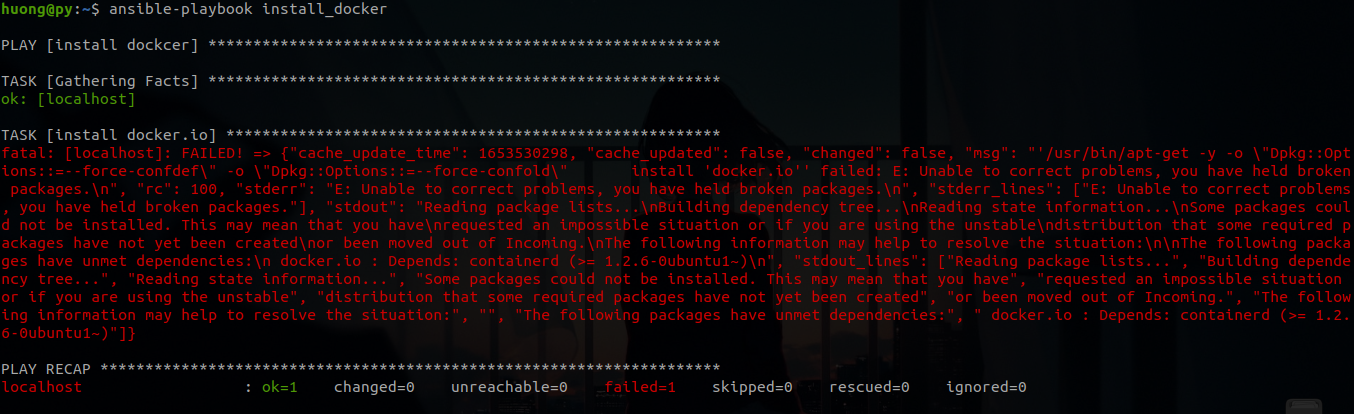 huong@py:~$ ansible-playbook install_docker
PLAY [install dockcer] *********************************************************
TASK [Gathering Facts] *********************************************************
ok: [localhost]
TASK [install docker.io] *******************************************************
fatal: [localhost]: FAILED! => {"cache_update_time": 1653530298, "cache_updated": false, "changed": false, "msg": "'/usr/bin/apt-get -y -o \"Dpkg::Opt
ions::=--force-confdef\" -o \"Dpkg::Options::=--force-confold\"       install 'docker.io'' failed: E: Unable to correct problems, you have held broken
 packages.\n", "rc": 100, "stderr": "E: Unable to correct problems, you have held broken packages.\n", "stderr_lines": ["E: Unable to correct problems
, you have held broken packages."], "stdout": "Reading package lists...\nBuilding dependency tree...\nReading state information...\nSome packages coul
d not be installed. This may mean that you have\nrequested an impossible situation or if you are using the unstable\ndistribution that some required p
ackages have not yet been created\nor been moved out of Incoming.\nThe following information may help to resolve the situation:\n\nThe following packa
ges have unmet dependencies:\n docker.io : Depends: containerd (>= 1.2.6-0ubuntu1~)\n", "stdout_lines": ["Reading package lists...", "Building depende
ncy tree...", "Reading state information...", "Some packages could not be installed. This may mean that you have", "requested an impossible situation 
or if you are using the unstable", "distribution that some required packages have not yet been created", "or been moved out of Incoming.", "The follow
ing information may help to resolve the situation:", "", "The following packages have unmet dependencies:", " docker.io : Depends: containerd (>= 1.2.
6-0ubuntu1~)"]}
PLAY RECAP *********************************************************************
localhost                  : ok=1    changed=0    unreachable=0    failed=1    skipped=0    rescued=0    ignored=0